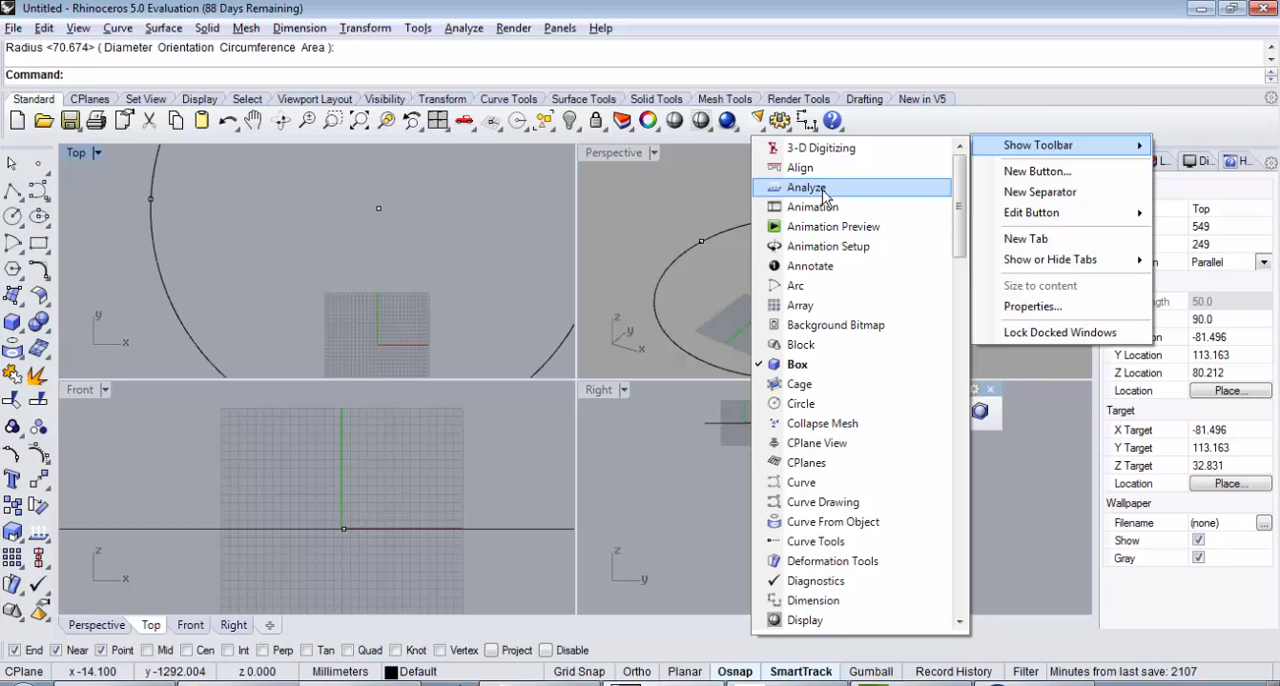 Untitled - Rhinoceros 5.0 Evaluation (88 Days Remaining)
File Edit View Curve Surface Solid Mesh Dimension Transform Tools Analyze Render Panels Help
Radius <70.674> ( Diameter Orientation Circumference Area ):
Command:
Standard CPlanes Set View Display Select Viewport Layout Visibility Transform Curve Tools Surface Tools Solid Tools Mesh Tools Render Tools Drafting New in V5
Top
Perspective
Front
Right
y
x
z
y
x
z
x
z
y
3-D Digitizing
Align
Analyze
Animation
Animation Preview
Animation Setup
Annotate
Arc
Array
Background Bitmap
Block
Box
Cage
Circle
Collapse Mesh
CPlane View
CPlanes
Curve
Curve Drawing
Curve From Object
Curve Tools
Deformation Tools
Diagnostics
Dimension
Display
Show Toolbar
New Button...
New Separator
Edit Button
New Tab
Show or Hide Tabs
Size to content
Properties...
Lock Docked Windows
L... Di... H...
Top
549
249
Parallel
50.0
90.0
-81.496
Y Location 113.163
Z Location 80.212
Location Place...
Target
X Target -81.496
Y Target 113.163
Z Target 32.831
Location Place...
Wallpaper
Filename (none) ...
Show
Gray
Perspective Top Front Right
End Near Point Mid Cen Int Perp Tan Quad Knot Vertex Project Disable
CPlane x -14.100 y -1292.004 z 0.000 Millimeters Default Grid Snap Ortho Planar Osnap SmartTrack Gumball Record History Filter Minutes from last save: 2107